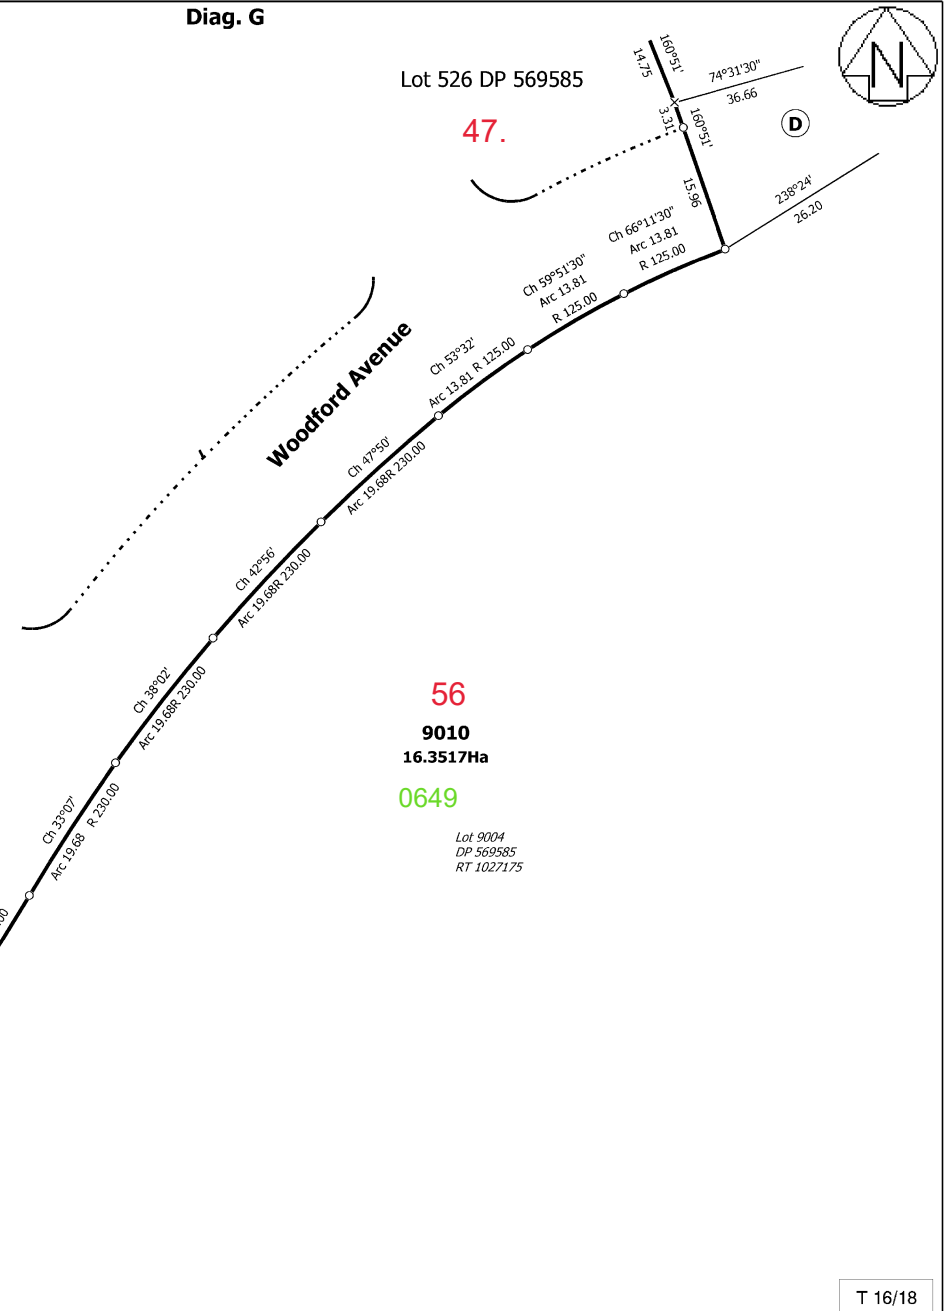 Diag. G
N
Lot 526 DP 569585
47.
160°51'
14.75
74°31'30"
36.66
3.31
160°51'
D
15.96
238°24'
26.20
Ch 66°11'30"
Arc 13.81
R 125.00
Ch 59°51'30"
Arc 13.81
R 125.00
Ch 53°32'
Arc 13.81 R 125.00
Woodford Avenue
Ch 47°50'
Arc 19.68R 230.00
Ch 42°56'
Arc 19.68R 230.00
Ch 38°02'
Arc 19.68R 230.00
Ch 33°07'
Arc 19.68 R 230.00
56
9010
16.3517Ha
0649
Lot 9004
DP 569585
RT 1027175
T 16/18